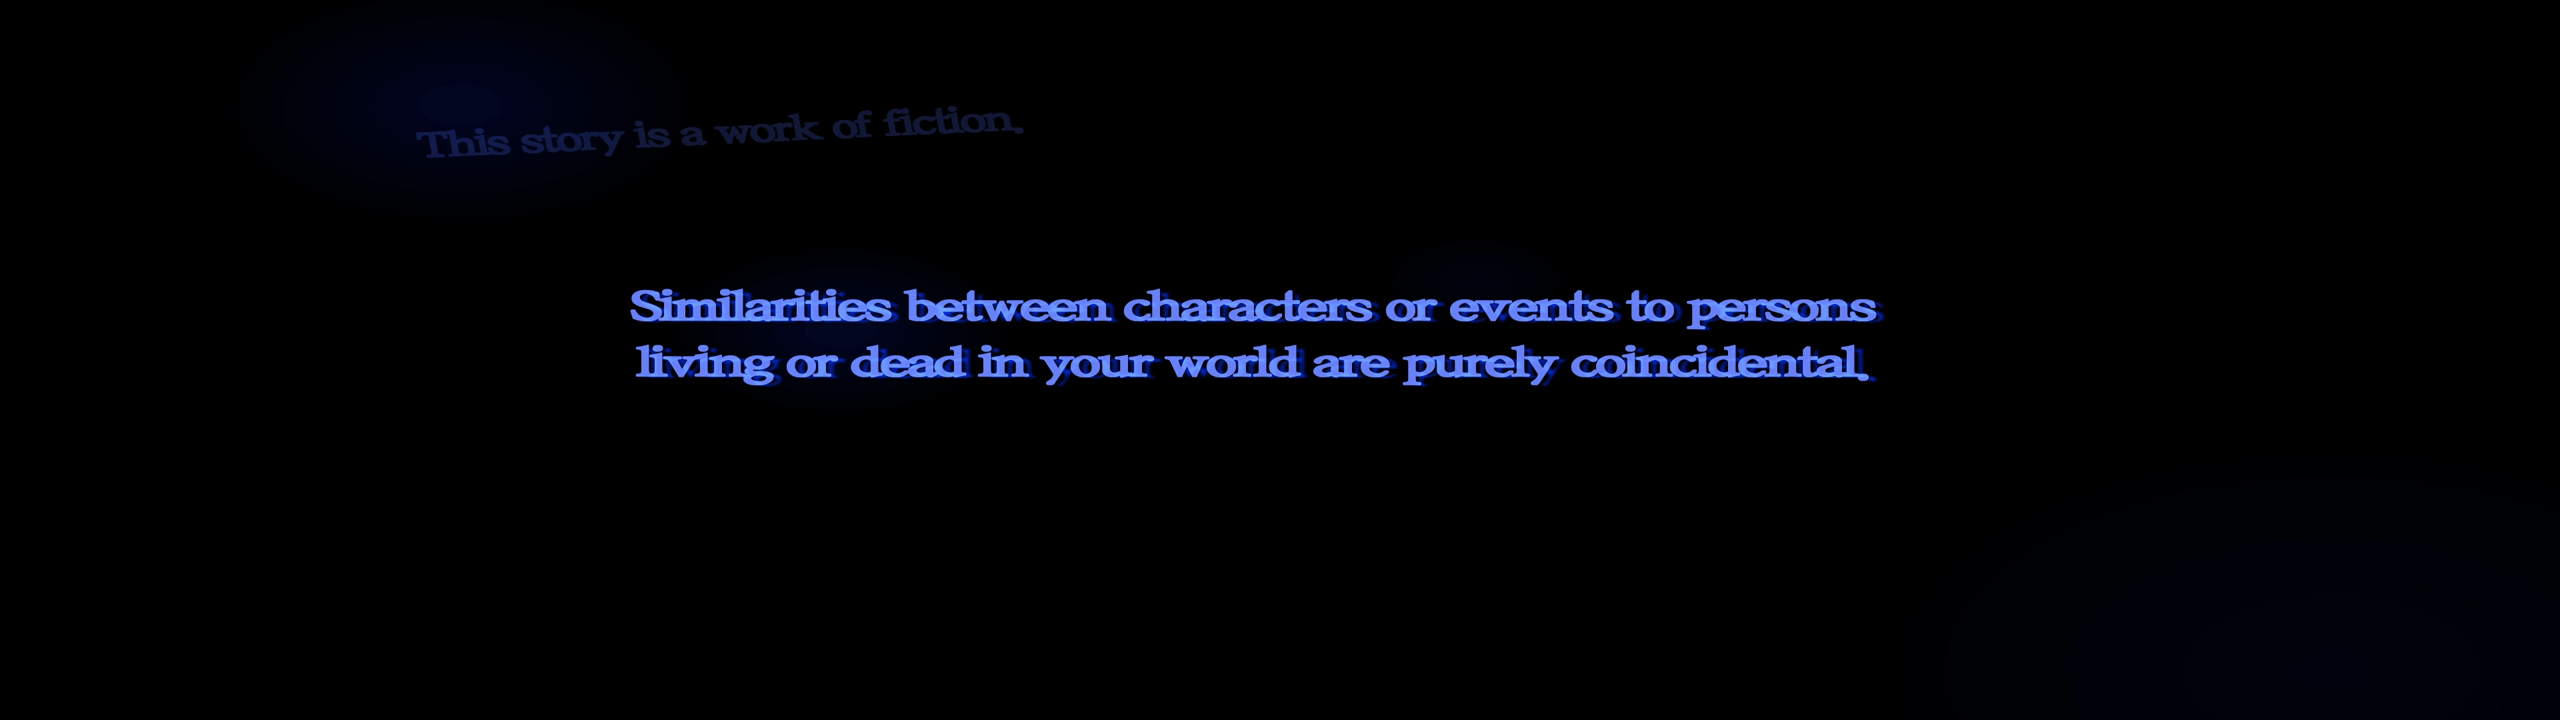 This story is a work of fiction.
Similarities between characters or events to persons
living or dead in your world are purely coincidental.